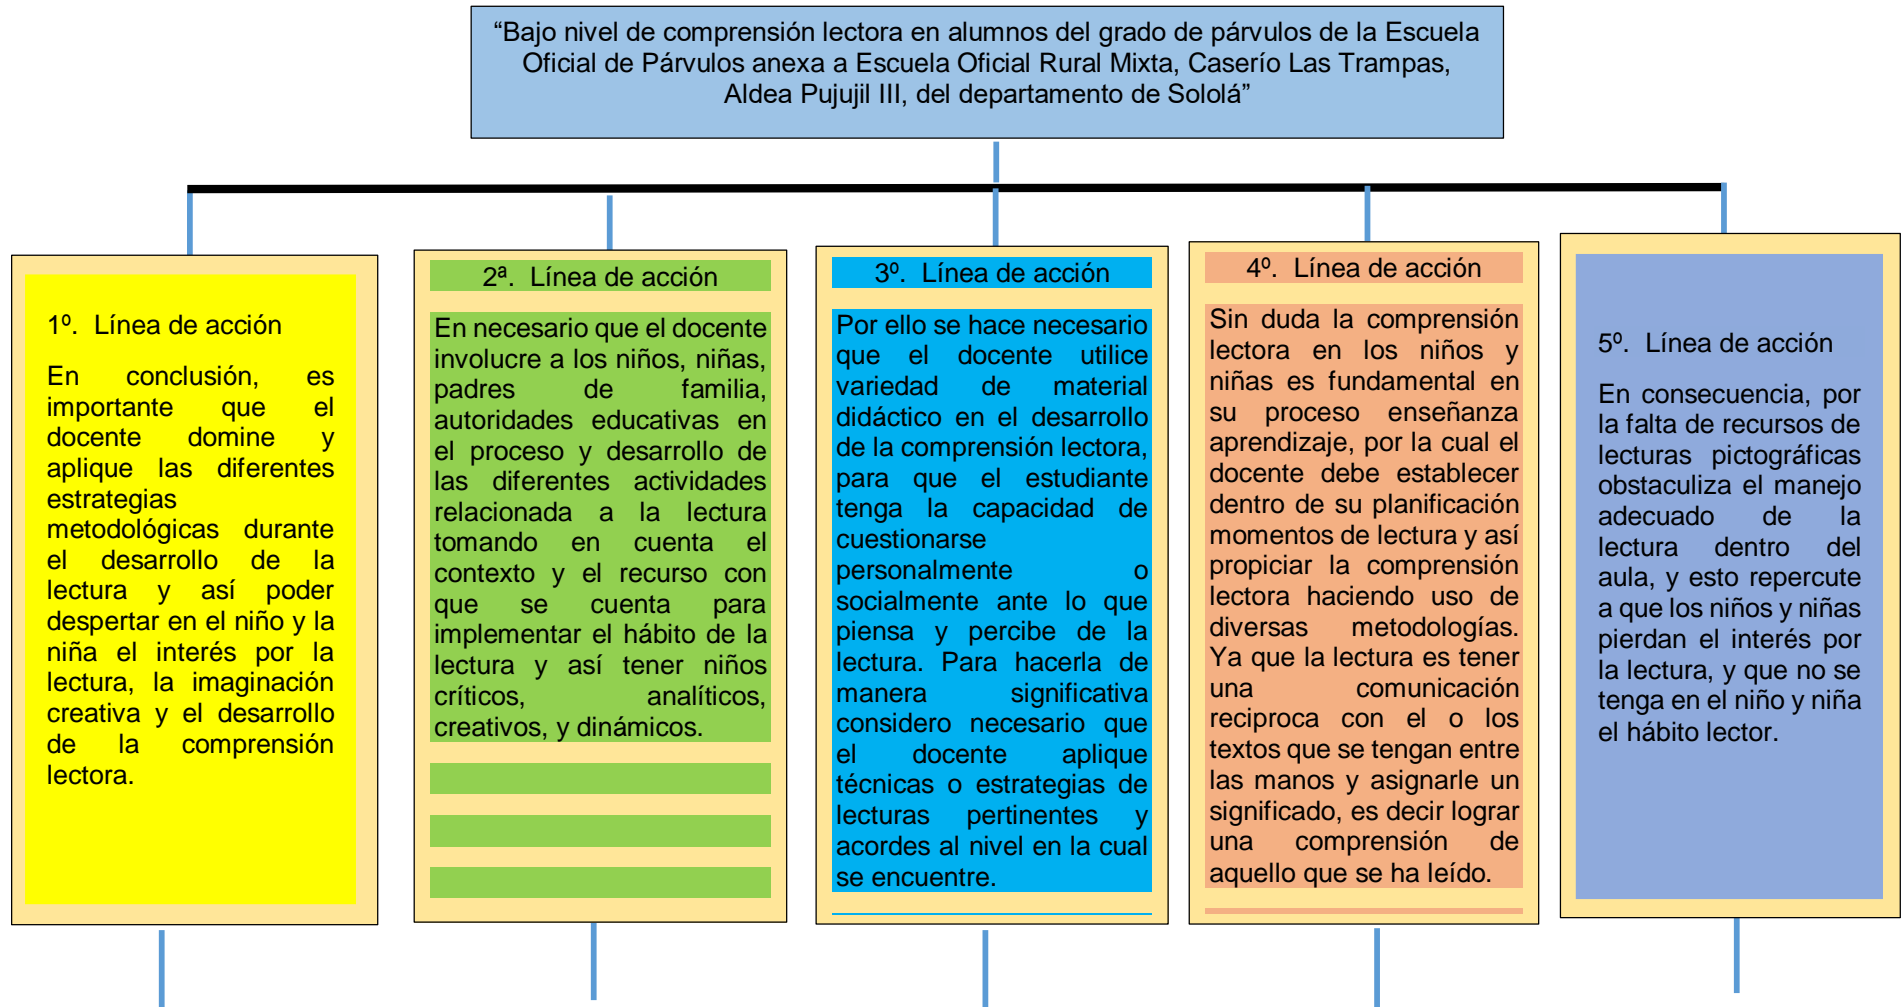 “Bajo nivel de comprensión lectora en alumnos del grado de párvulos de la Escuela
Oficial de Párvulos anexa a Escuela Oficial Rural Mixta, Caserío Las Trampas,
Aldea Pujujil III, del departamento de Sololá”
1º. Línea de acción
En conclusión, es
importante que el
docente domine y
aplique las diferentes
estrategias
metodológicas durante
el desarrollo de la
lectura y así poder
despertar en el niño y la
niña el interés por la
lectura, la imaginación
creativa y el desarrollo
de la comprensión
lectora.
2ª. Línea de acción
En necesario que el docente
involucre a los niños, niñas,
padres de familia,
autoridades educativas en
el proceso y desarrollo de
las diferentes actividades
relacionada a la lectura
tomando en cuenta el
contexto y el recurso con
que se cuenta para
implementar el hábito de la
lectura y así tener niños
críticos, analíticos,
creativos, y dinámicos.
3º. Línea de acción
Por ello se hace necesario
que el docente utilice
variedad de material
didáctico en el desarrollo
de la comprensión lectora,
para que el estudiante
tenga la capacidad de
cuestionarse
personalmente o
socialmente ante lo que
piensa y percibe de la
lectura. Para hacerla de
manera significativa
considero necesario que
el docente aplique
técnicas o estrategias de
lecturas pertinentes y
acordes al nivel en la cual
se encuentre.
4º. Línea de acción
Sin duda la comprensión
lectora en los niños y
niñas es fundamental en
su proceso enseñanza
aprendizaje, por la cual el
docente debe establecer
dentro de su planificación
momentos de lectura y así
propiciar la comprensión
lectora haciendo uso de
diversas metodologías.
Ya que la lectura es tener
una comunicación
reciproca con el o los
textos que se tengan entre
las manos y asignarle un
significado, es decir lograr
una comprensión de
aquello que se ha leído.
5º. Línea de acción
En consecuencia, por
la falta de recursos de
lecturas pictográficas
obstaculiza el manejo
adecuado de la
lectura dentro del
aula, y esto repercute
a que los niños y niñas
pierdan el interés por
la lectura, y que no se
tenga en el niño y niña
el hábito lector.